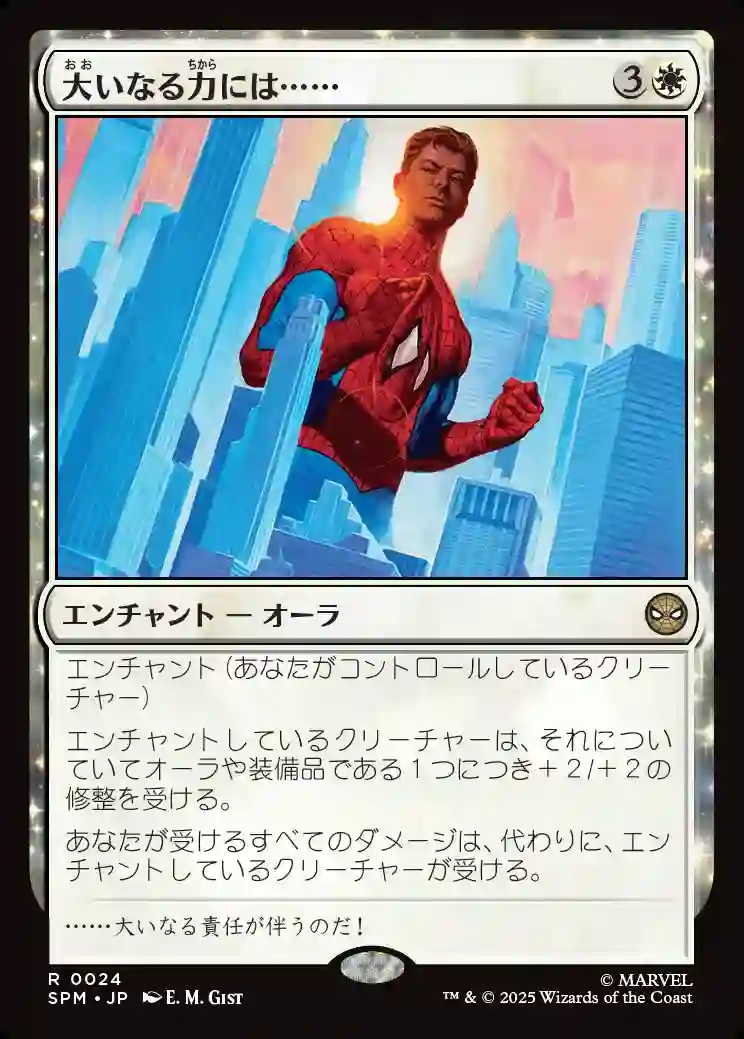 大いなる力には……
おお ちから
3
エンチャント ― オーラ
エンチャント（あなたがコントロールしているクリー
チャー）
エンチャントしているクリーチャーは、それについ
ていてオーラや装備品である１つにつき＋２/＋２の
修整を受ける。
あなたが受けるすべてのダメージは、代わりに、エン
チャントしているクリーチャーが受ける。
……大いなる責任が伴うのだ！
R 0024
SPM • JP E. M. GIST
© MARVEL
™ & © 2025 Wizards of the Coast